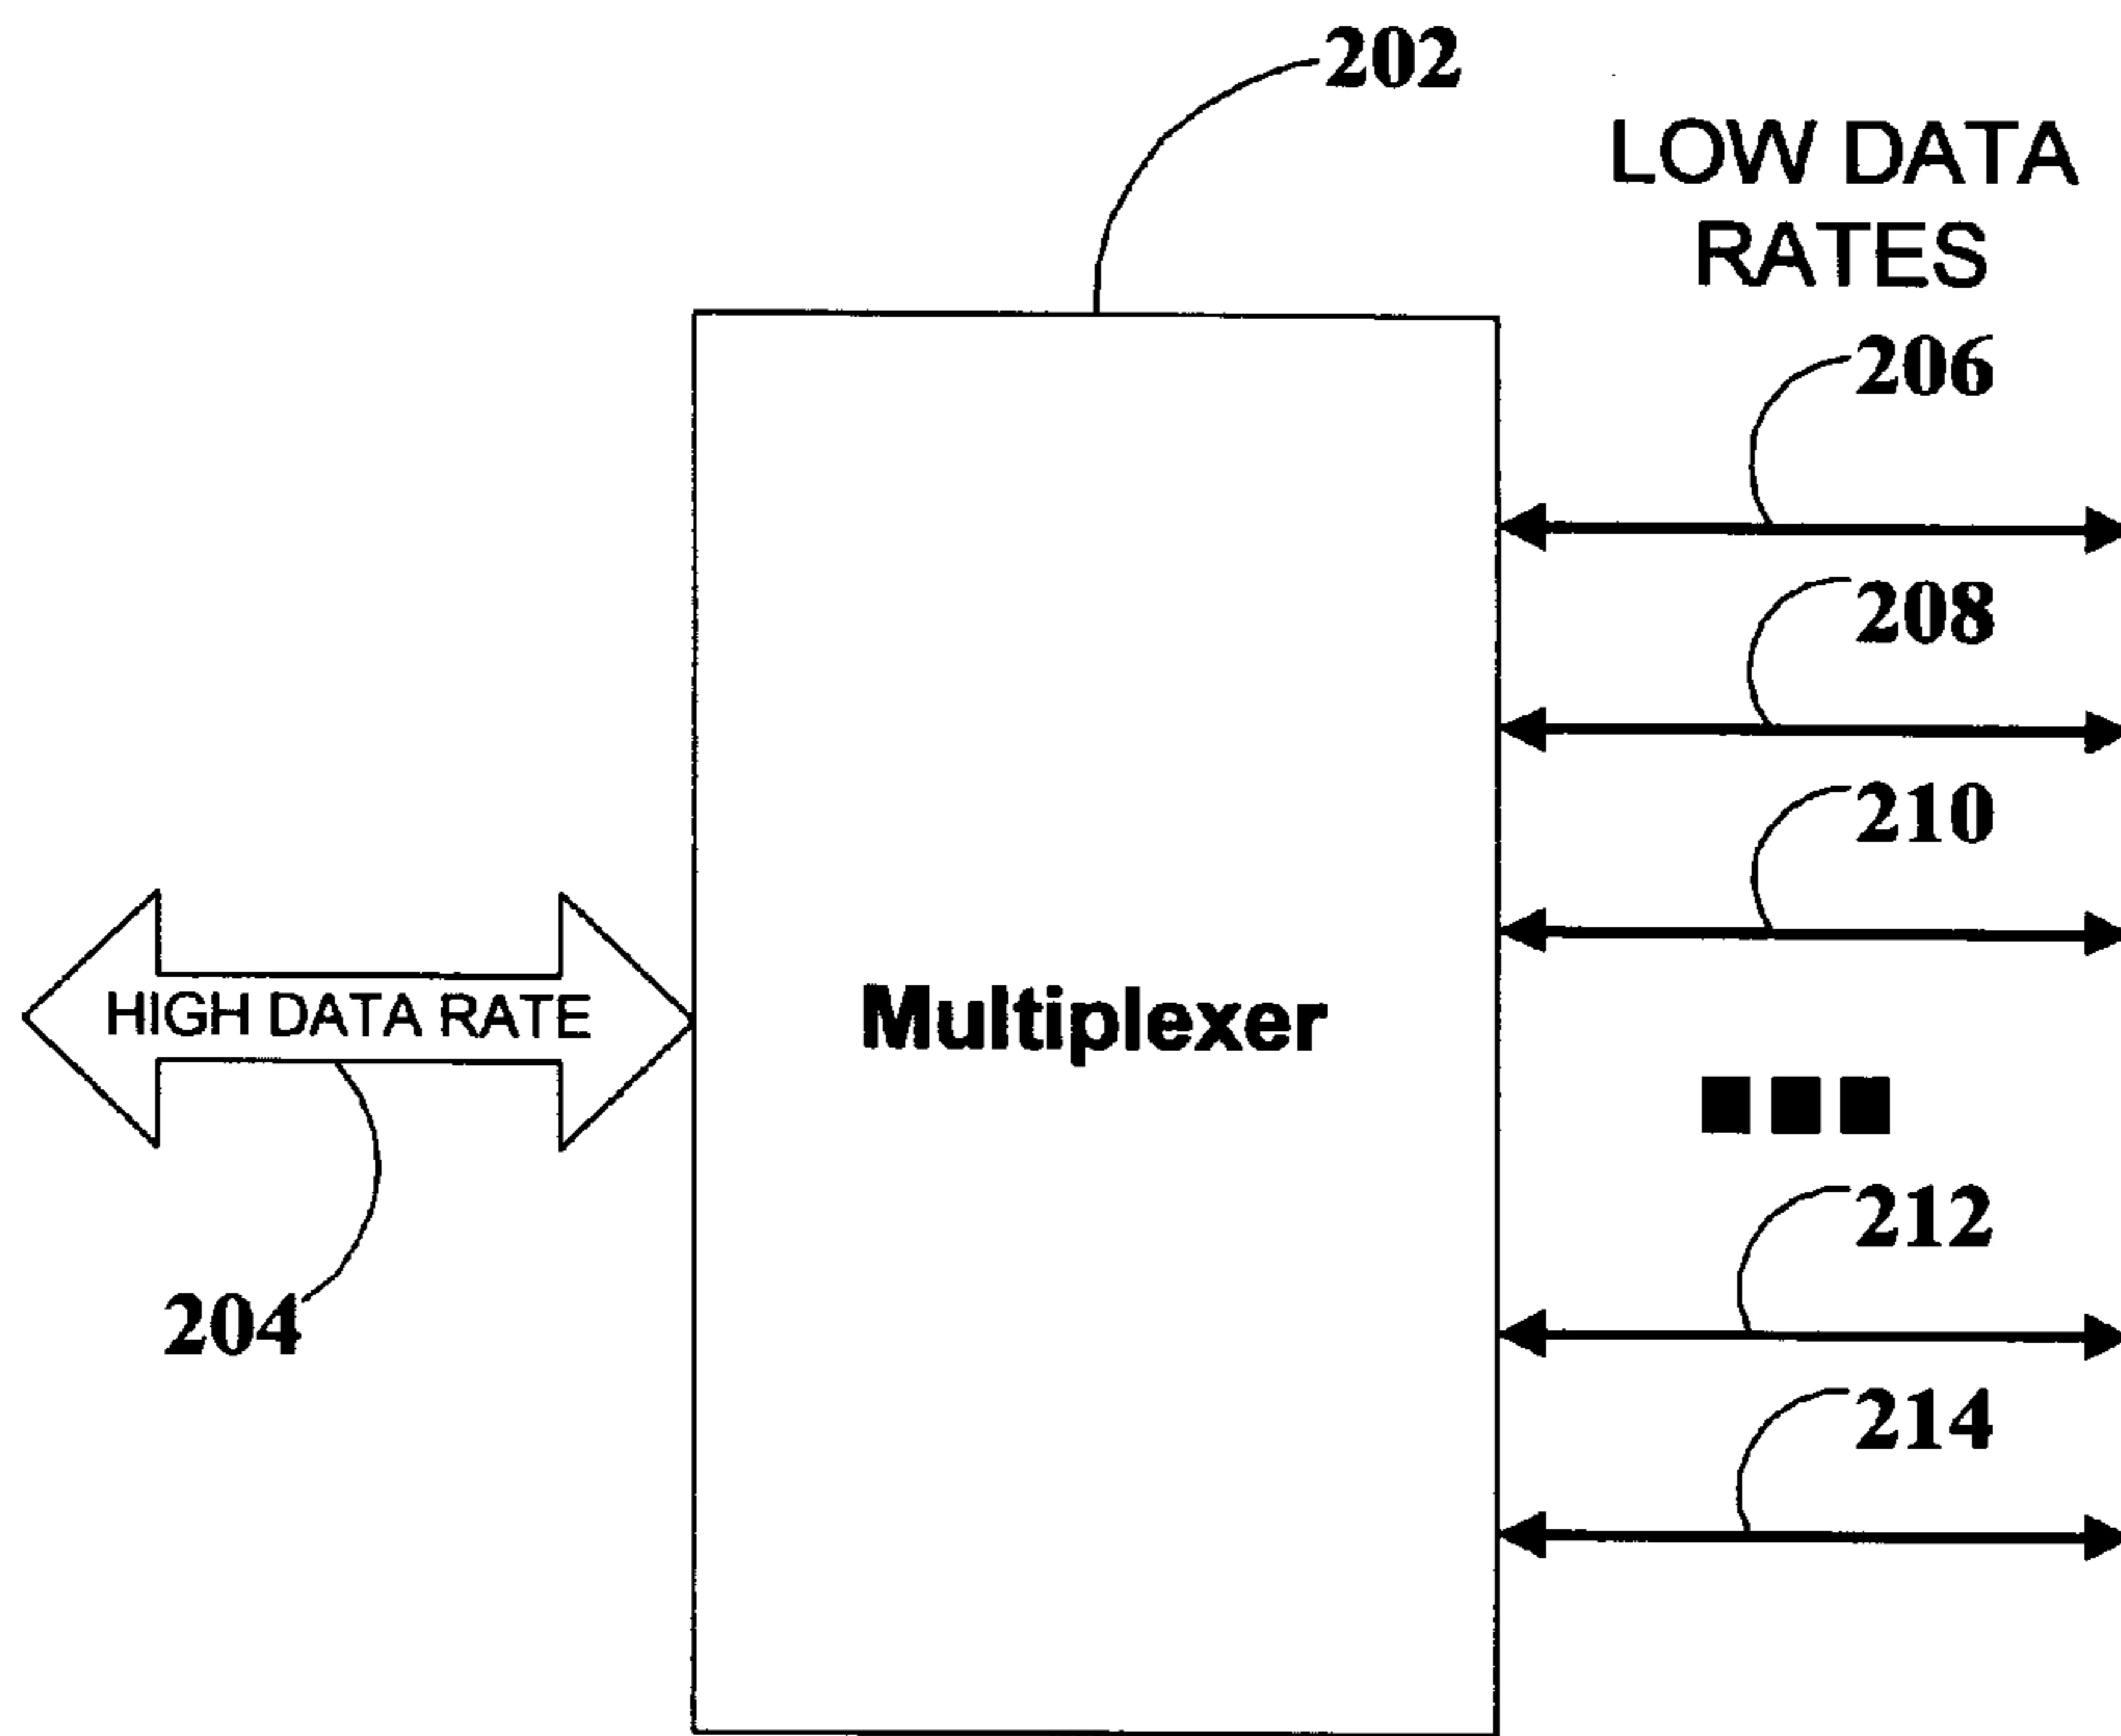 202
LOW DATA
RATES
206
208
210
HIGH DATA RATE
Multiplexer
212
204
214